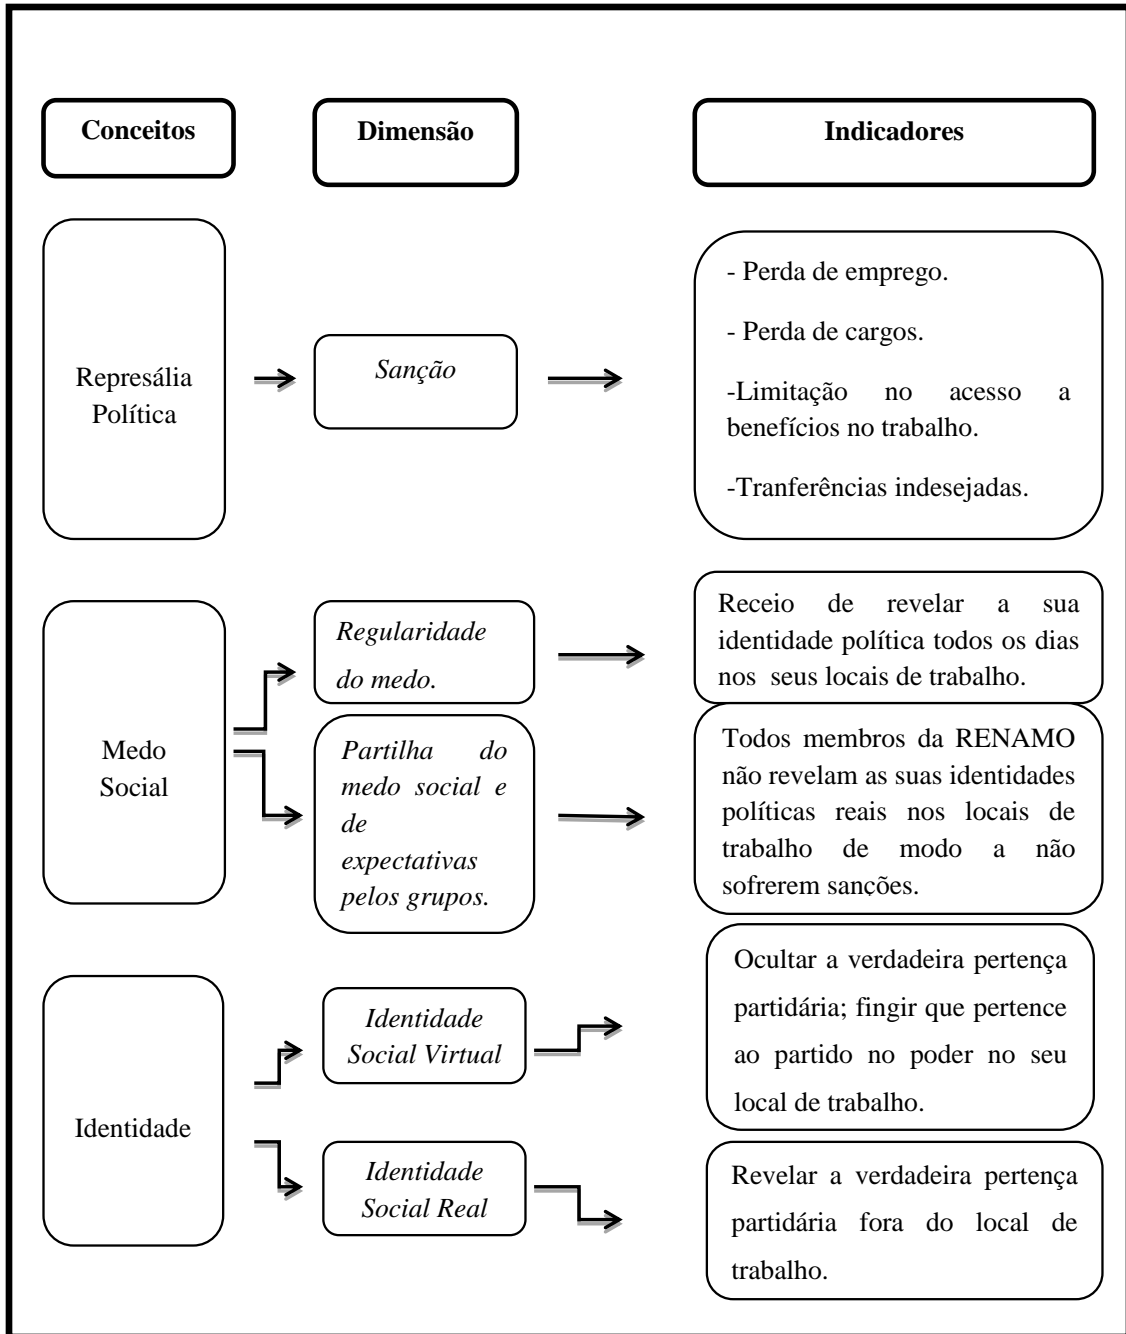 Conceitos
Dimensão
Indicadores
Represália
Política
Sanção
- Perda de emprego.
- Perda de cargos.
-Limitação no acesso a
benefícios no trabalho.
-Tranferências indesejadas.
Medo
Social
Regularidade
do medo.
Receio de revelar a sua
identidade política todos os dias
nos seus locais de trabalho.
Partilha do
medo social e
de
expectativas
pelos grupos.
Todos membros da RENAMO
não revelam as suas identidades
políticas reais nos locais de
trabalho de modo a não
sofrerem sanções.
Identidade
Identidade
Social Virtual
Ocultar a verdadeira pertença
partidária; fingir que pertence
ao partido no poder no seu
local de trabalho.
Identidade
Social Real
Revelar a verdadeira pertença
partidária fora do local de
trabalho.